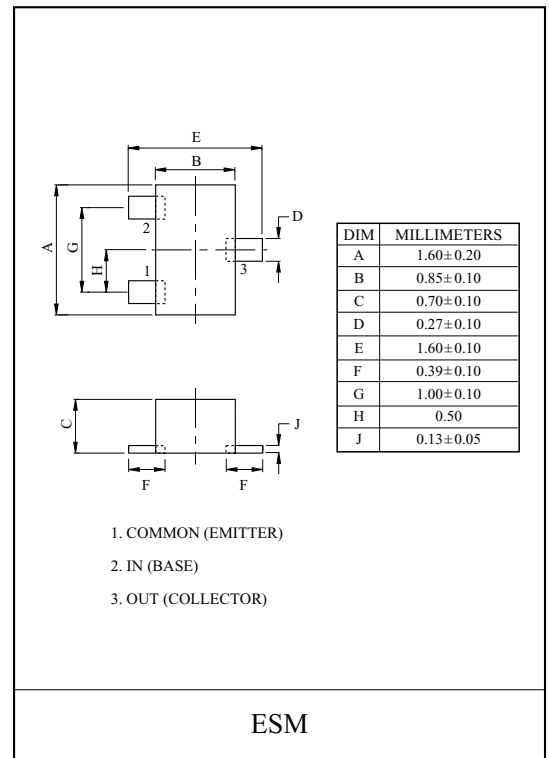 E
B
A
G
H
2
1
3
D
DIM MILLIMETERS
A 1.60±0.20
B 0.85±0.10
C 0.70±0.10
D 0.27±0.10
E 1.60±0.10
F 0.39±0.10
G 1.00±0.10
H 0.50
J 0.13±0.05
C
J
F F
1. COMMON (EMITTER)
2. IN (BASE)
3. OUT (COLLECTOR)
ESM